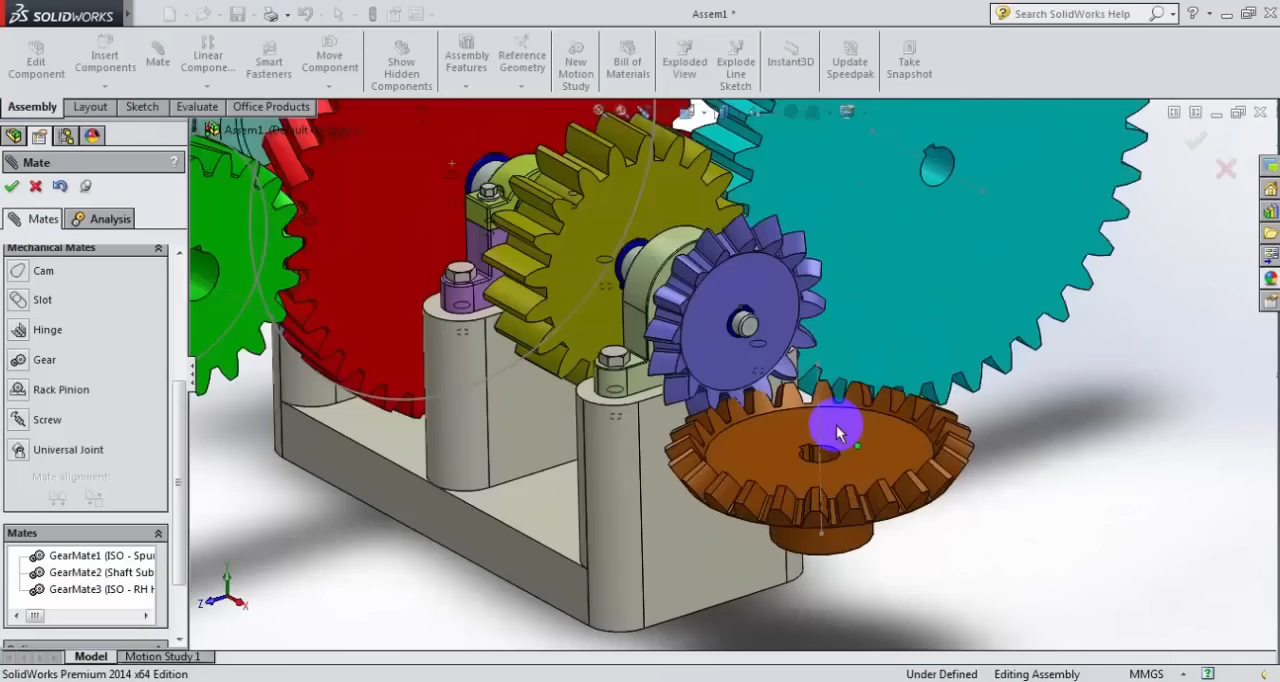 SOLIDWORKS
Assem1 *
Search SolidWorks Help
Edit Component
Insert Components
Mate
Linear Compone...
Smart Fasteners
Move Component
Show Hidden Components
Assembly Features
Reference Geometry
New Motion Study
Bill of Materials
Exploded View
Explode Line Sketch
Instant3D
Update Speedpak
Take Snapshot
Assembly
Layout
Sketch
Evaluate
Office Products
Mate
?
Mates
Analysis
Mechanical Mates
Cam
Slot
Hinge
Gear
Rack Pinion
Screw
Universal Joint
Mate alignment:
Mates
GearMate1 (ISO - Spu
GearMate2 (Shaft Sub
GearMate3 (ISO - RH H
Y
Z
X
Model
Motion Study 1
SolidWorks Premium 2014 x64 Edition
Under Defined
Editing Assembly
MMGS